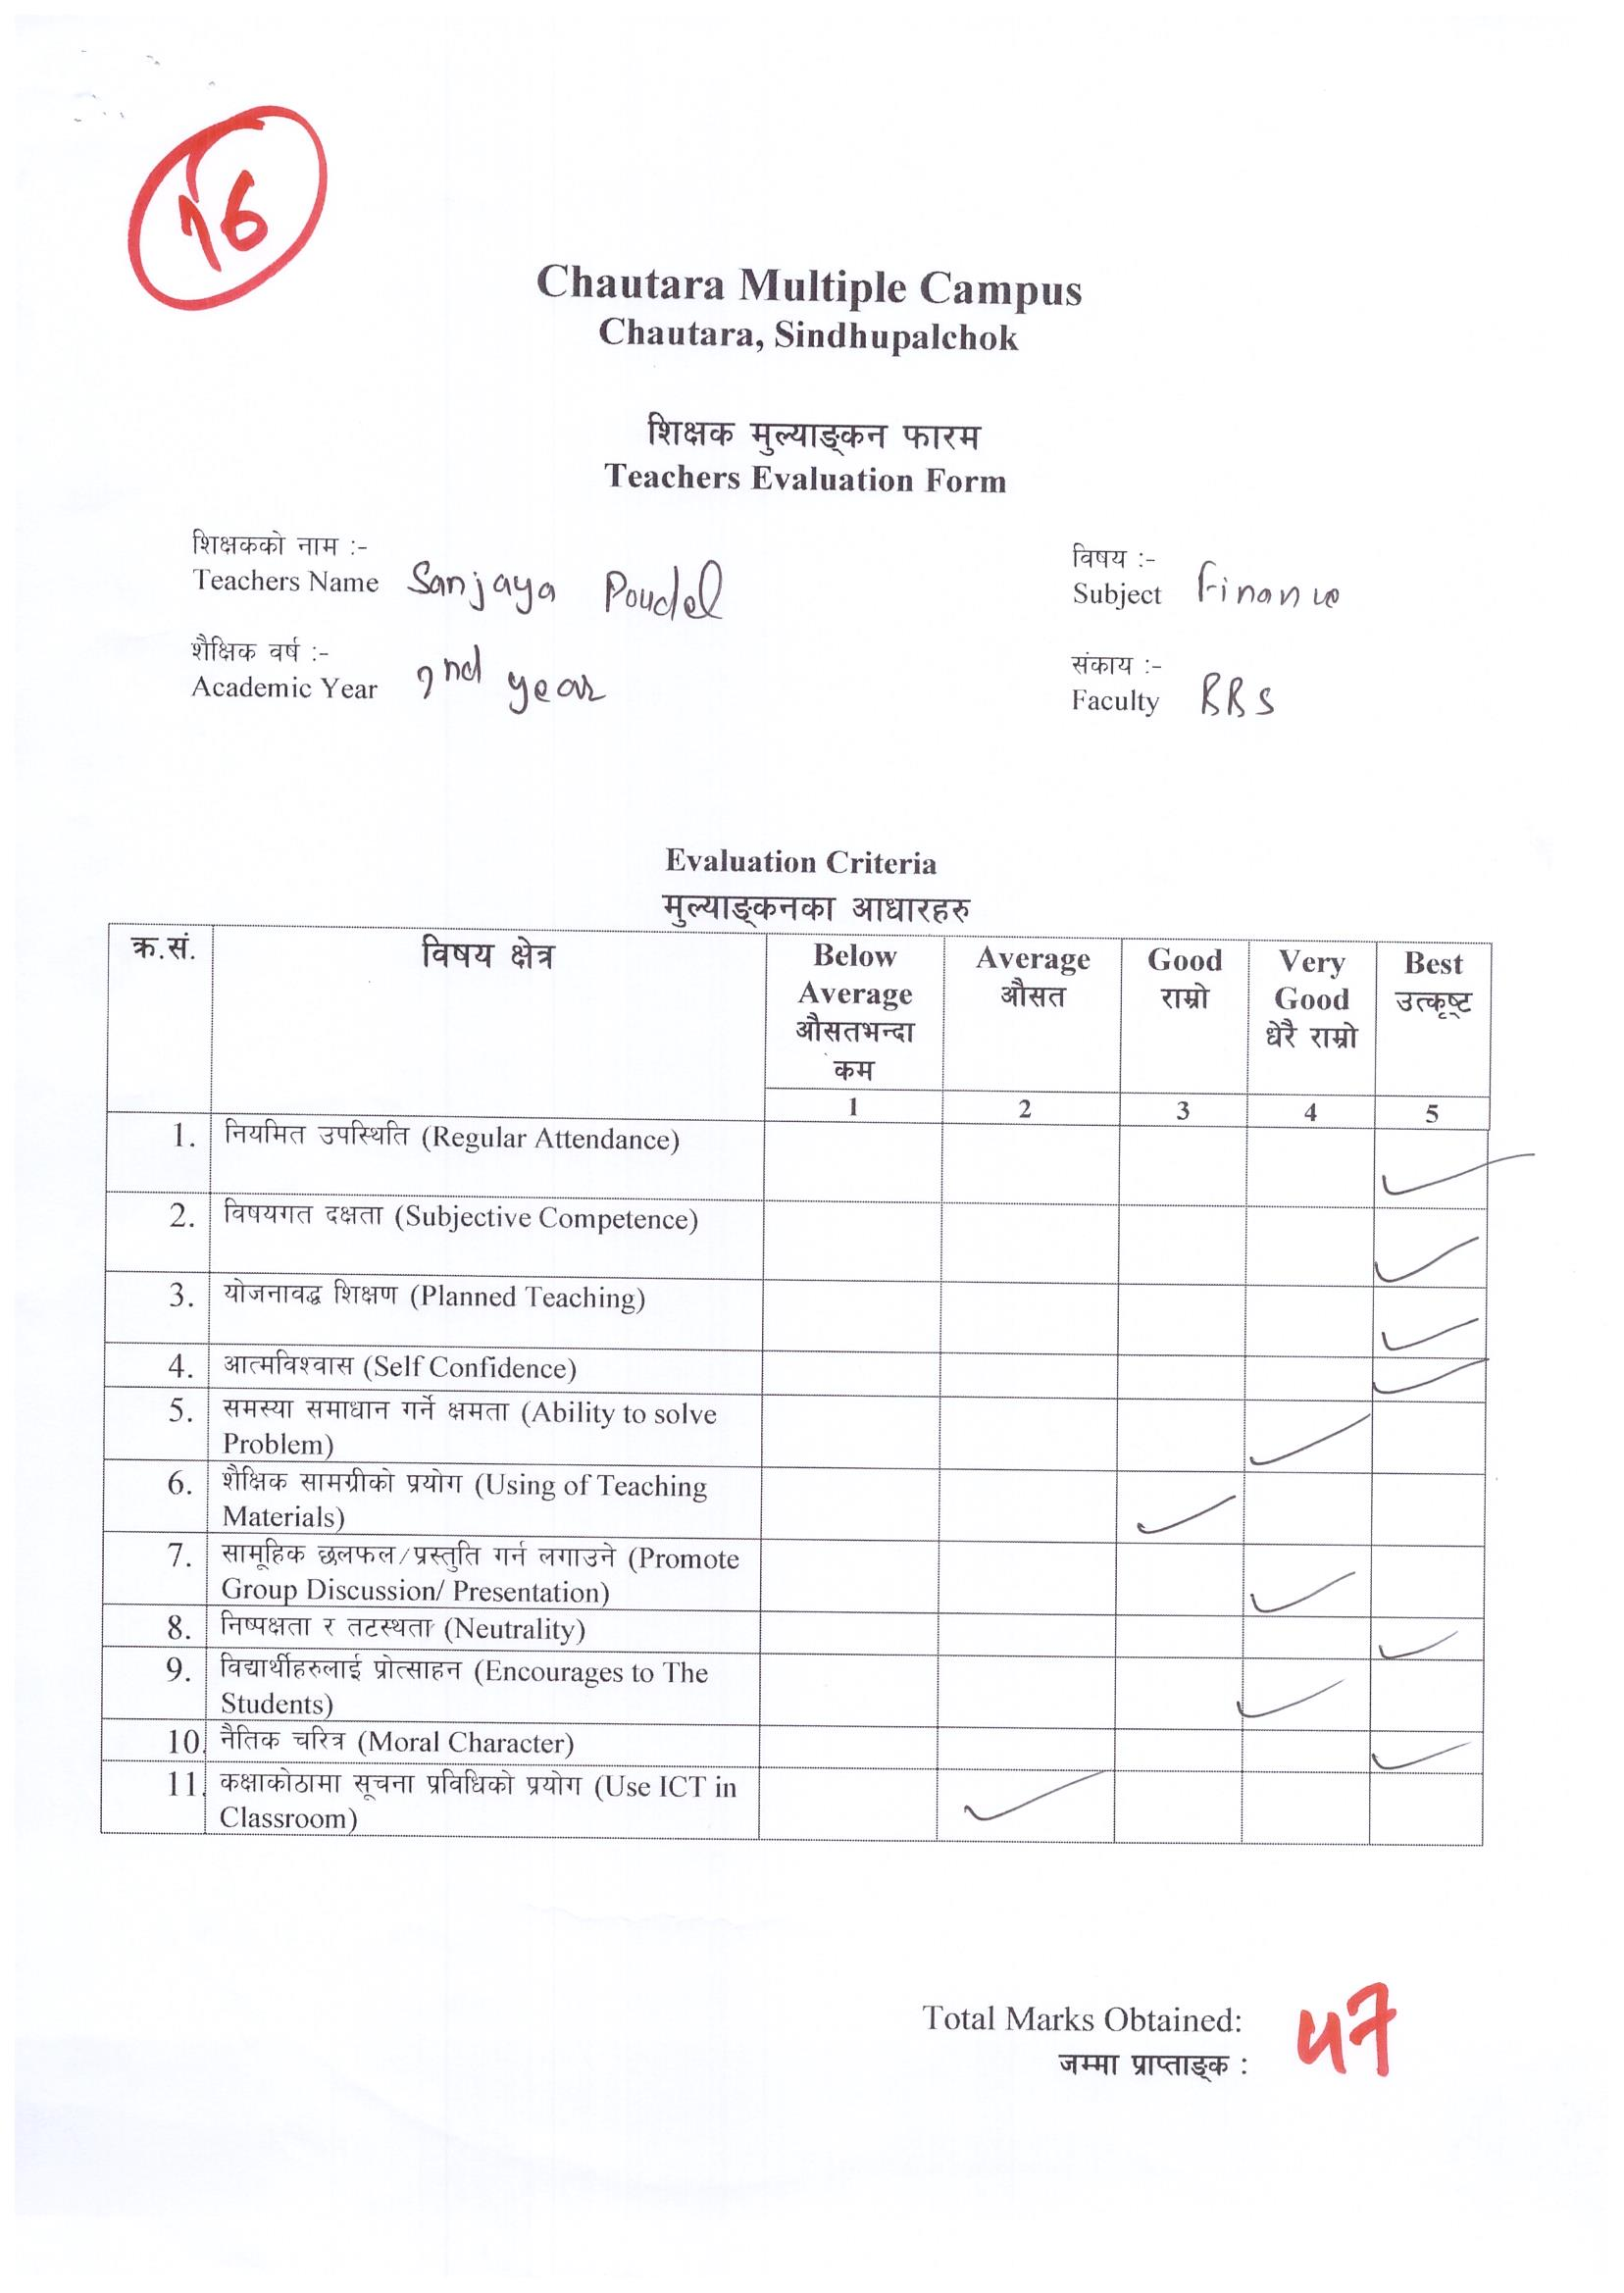 16
Chautara Multiple Campus
Chautara, Sindhupalchok
शिक्षक मुल्याङ्कन फारम
Teachers Evaluation Form
शिक्षकको नाम :-
Teachers Name Sanjaya Poudel
विषय :-
Subject Finance
शैक्षिक वर्ष :-
Academic Year 2nd year
संकाय :-
Faculty BBS
Evaluation Criteria
मुल्याङ्कनका आधारहरु
क्र.सं. विषय क्षेत्र Below Average औसतभन्दा कम Average औसत Good राम्रो Very Good धेरै राम्रो Best उत्कृष्ट
1 2 3 4 5
1. नियमित उपस्थिति (Regular Attendance) ✓
2. विषयगत दक्षता (Subjective Competence) ✓
3. योजनावद्ध शिक्षण (Planned Teaching) ✓
4. आत्मविश्वास (Self Confidence) ✓
5. समस्या समाधान गर्ने क्षमता (Ability to solve
Problem) ✓
6. शैक्षिक सामग्रीको प्रयोग (Using of Teaching
Materials) ✓
7. सामूहिक छलफल/प्रस्तुति गर्न लगाउने (Promote
Group Discussion/ Presentation) ✓
8. निष्पक्षता र तटस्थता (Neutrality) ✓
9. विद्यार्थीहरुलाई प्रोत्साहन (Encourages to The
Students) ✓
10. नैतिक चरित्र (Moral Character) ✓
11. कक्षाकोठामा सूचना प्रविधिको प्रयोग (Use ICT in
Classroom) ✓
Total Marks Obtained: 47
जम्मा प्राप्ताङ्क :